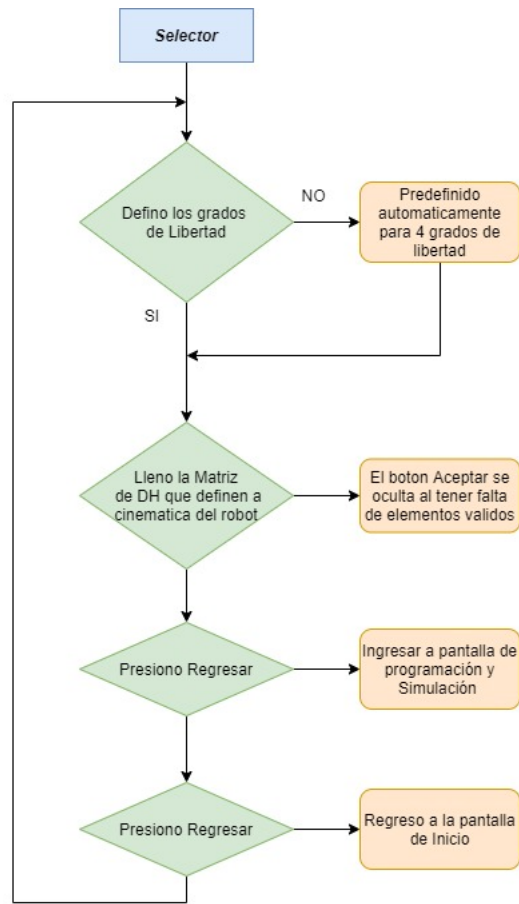 Selector
Defino los grados
de Libertad
NO
Predefinido
automaticamente
para 4 grados de
libertad
SI
Lleno la Matriz
de DH que definen a
cinematica del robot
El boton Aceptar se
oculta al tener falta
de elementos validos
Presiono Regresar
Ingresar a pantalla de
programación y
Simulación
Presiono Regresar
Regreso a la pantalla
de Inicio